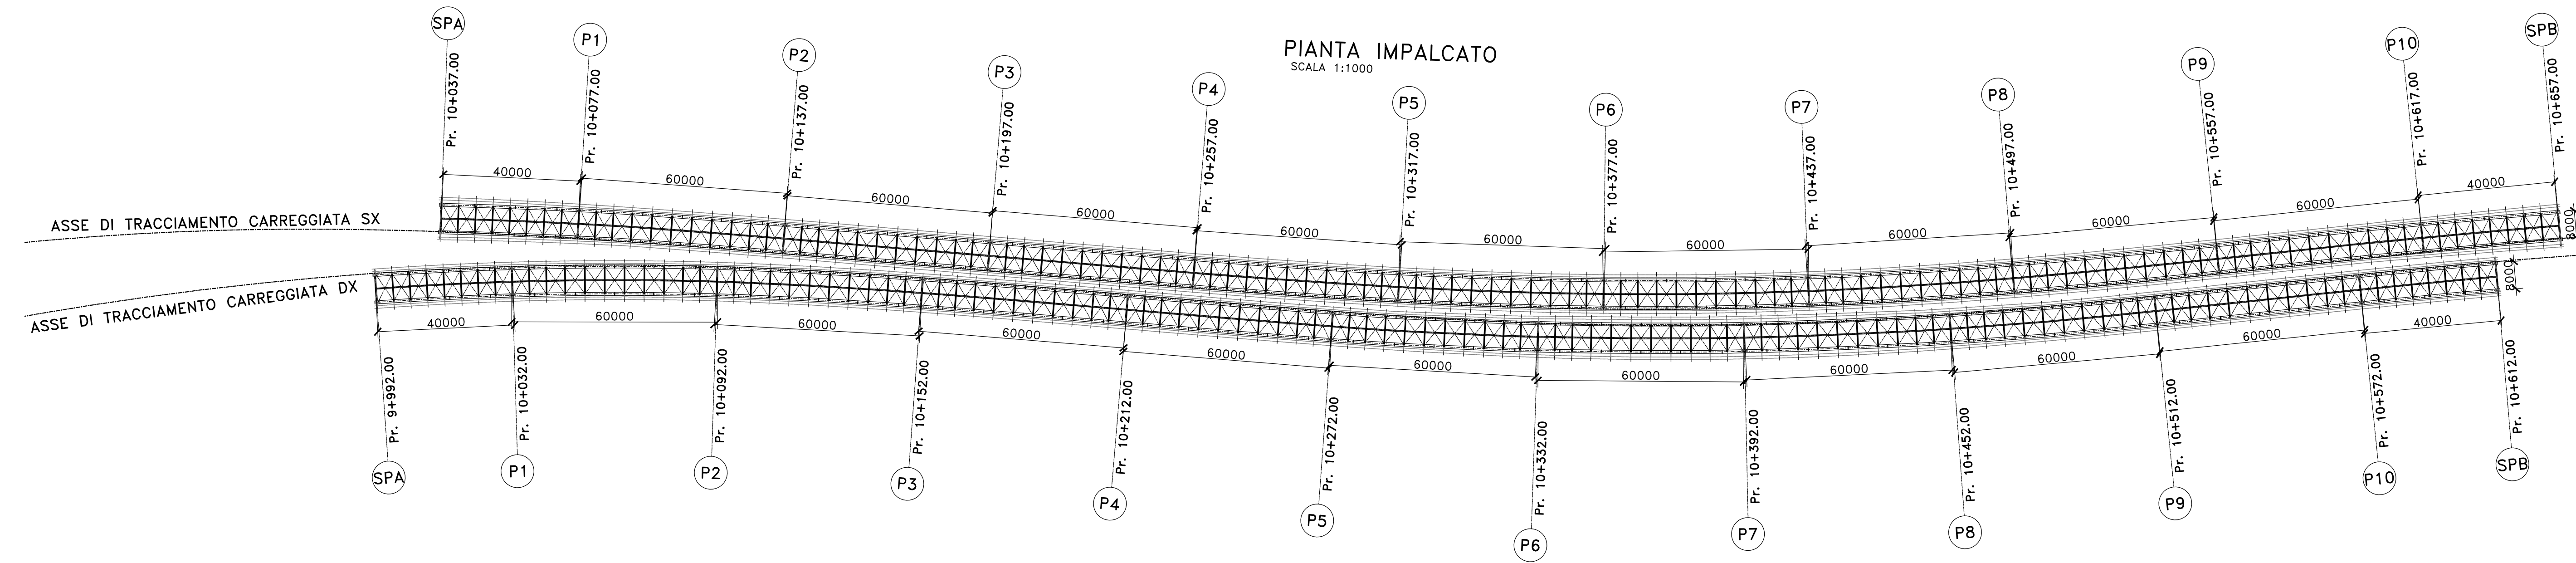 PIANTA IMPALCATO
SCALA 1:1000
SPA
P1
P2
P3
P4
P5
P6
P7
P8
P9
P10
SPB
Pr. 10+037.00
Pr. 10+077.00
Pr. 10+137.00
Pr. 10+197.00
Pr. 10+257.00
Pr. 10+317.00
Pr. 10+377.00
Pr. 10+437.00
Pr. 10+497.00
Pr. 10+557.00
Pr. 10+617.00
Pr. 10+657.00
40000
60000
60000
60000
60000
60000
60000
60000
60000
60000
40000
8000
ASSE DI TRACCIAMENTO CARREGGIATA SX
ASSE DI TRACCIAMENTO CARREGGIATA DX
8000
40000
60000
60000
60000
60000
60000
60000
60000
60000
60000
40000
Pr. 9+992.00
Pr. 10+032.00
Pr. 10+092.00
Pr. 10+152.00
Pr. 10+212.00
Pr. 10+272.00
Pr. 10+332.00
Pr. 10+392.00
Pr. 10+452.00
Pr. 10+512.00
Pr. 10+572.00
Pr. 10+612.00
SPA
P1
P2
P3
P4
P5
P6
P7
P8
P9
P10
SPB